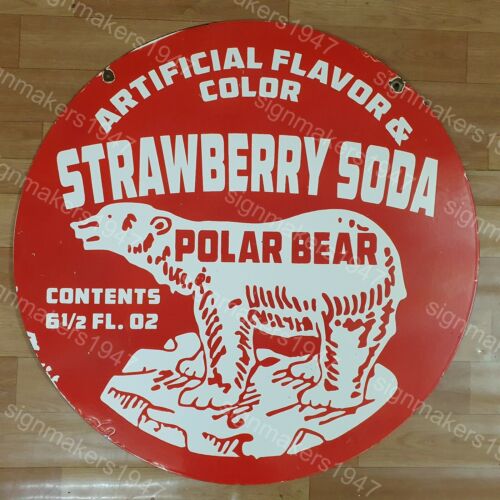 ARTIFICIAL FLAVOR &
COLOR
STRAWBERRY SODA
POLAR BEAR
CONTENTS
6 1/2 FL. OZ
signmakers1947